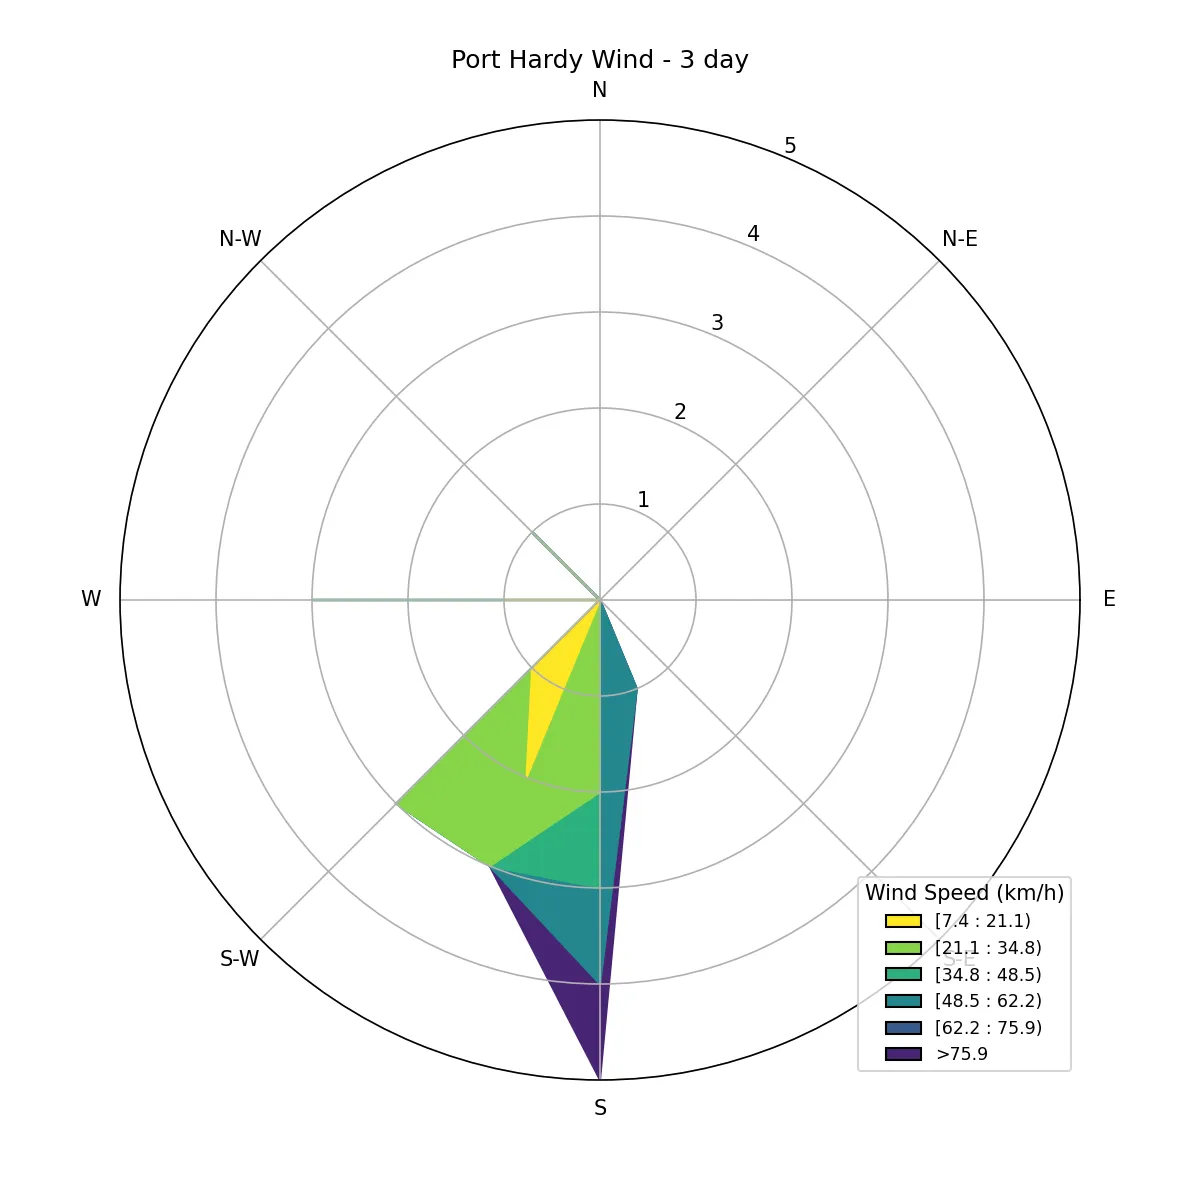 Port Hardy Wind - 3 day
N
5
N-W
4
N-E
3
2
1
W
E
S-W
S-E
Wind Speed (km/h)
[7.4 : 21.1)
[21.1 : 34.8)
[34.8 : 48.5)
[48.5 : 62.2)
[62.2 : 75.9)
>75.9
S